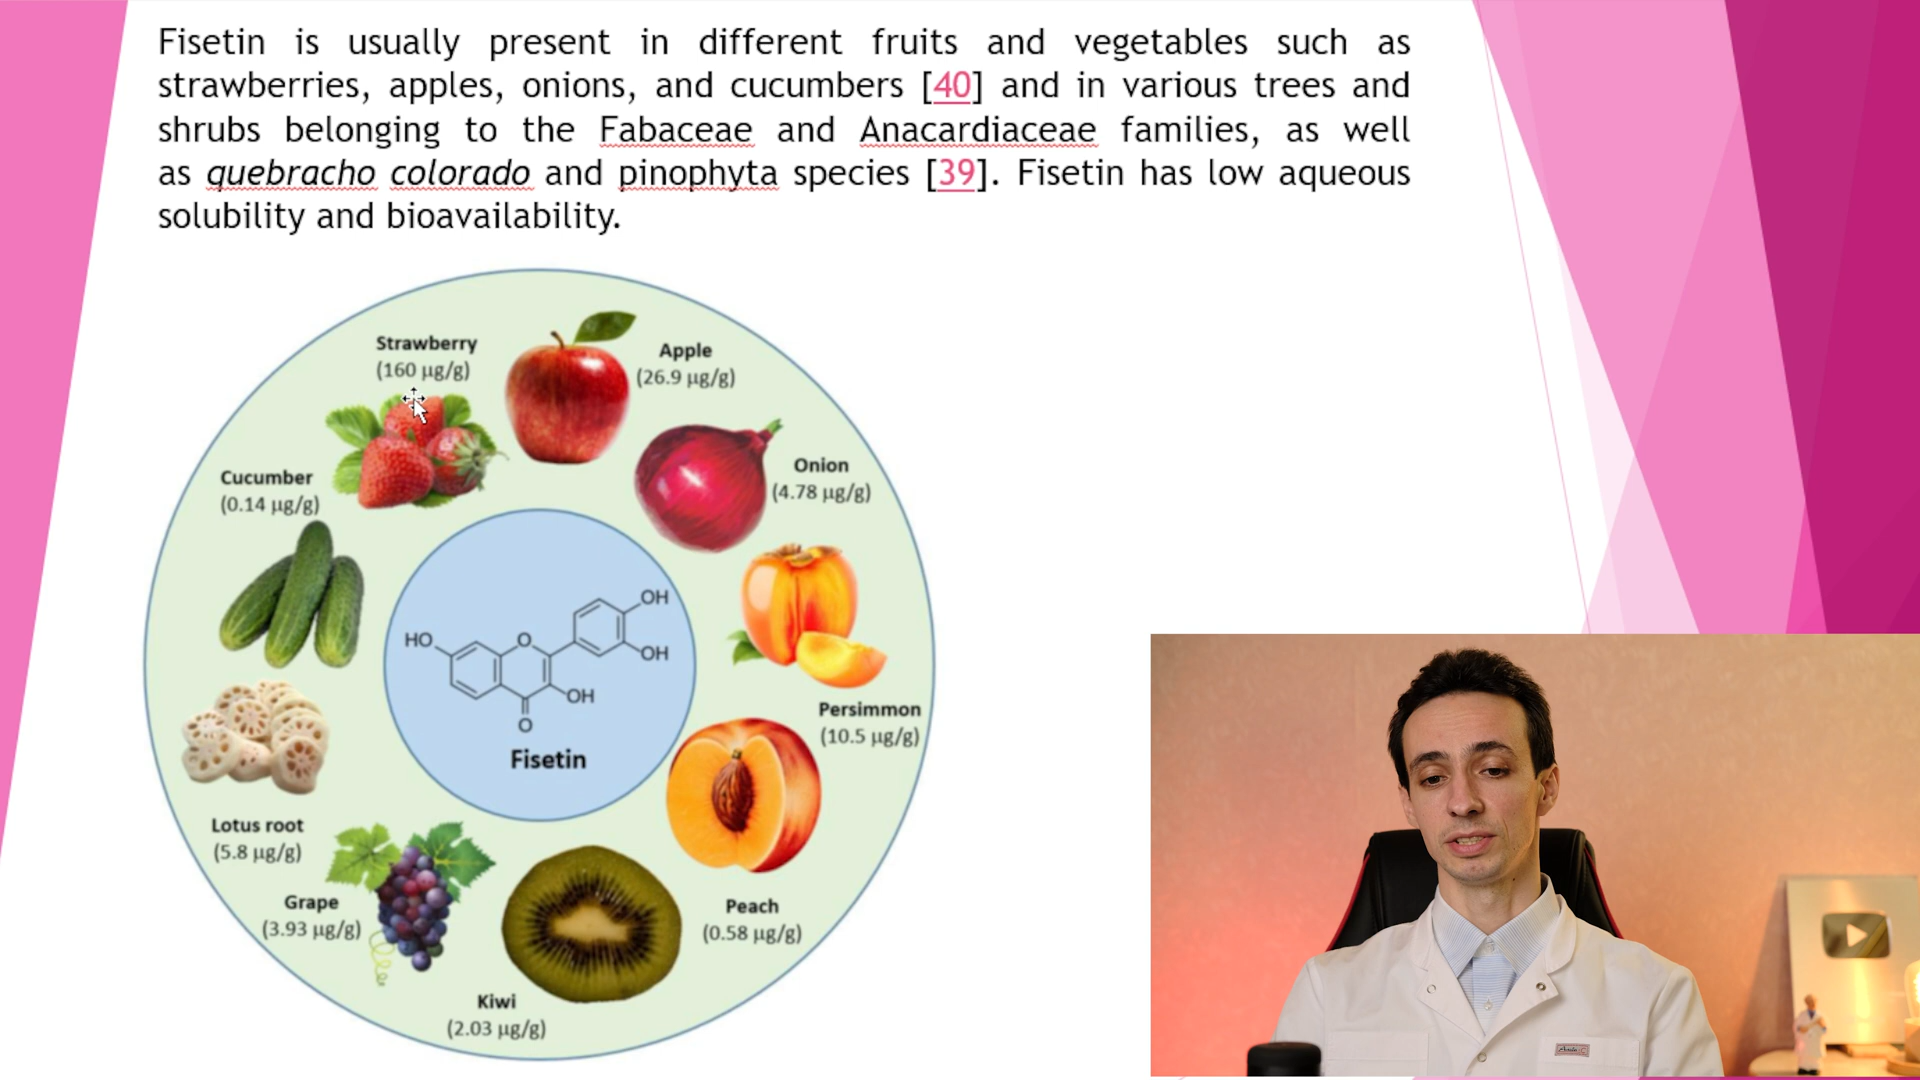 Fisetin is usually present in different fruits and vegetables such as
strawberries, apples, onions, and cucumbers [40] and in various trees and
shrubs belonging to the Fabaceae and Anacardiaceae families, as well
as quebracho colorado and pinophyta species [39]. Fisetin has low aqueous
solubility and bioavailability.
Strawberry
(160 µg/g)
Apple
(26.9 µg/g)
Onion
(4.78 µg/g)
Cucumber
(0.14 µg/g)
Persimmon
(10.5 µg/g)
HO
O
OH
OH
OH
O
Fisetin
Lotus root
(5.8 µg/g)
Grape
(3.93 µg/g)
Peach
(0.58 µg/g)
Kiwi
(2.03 µg/g)